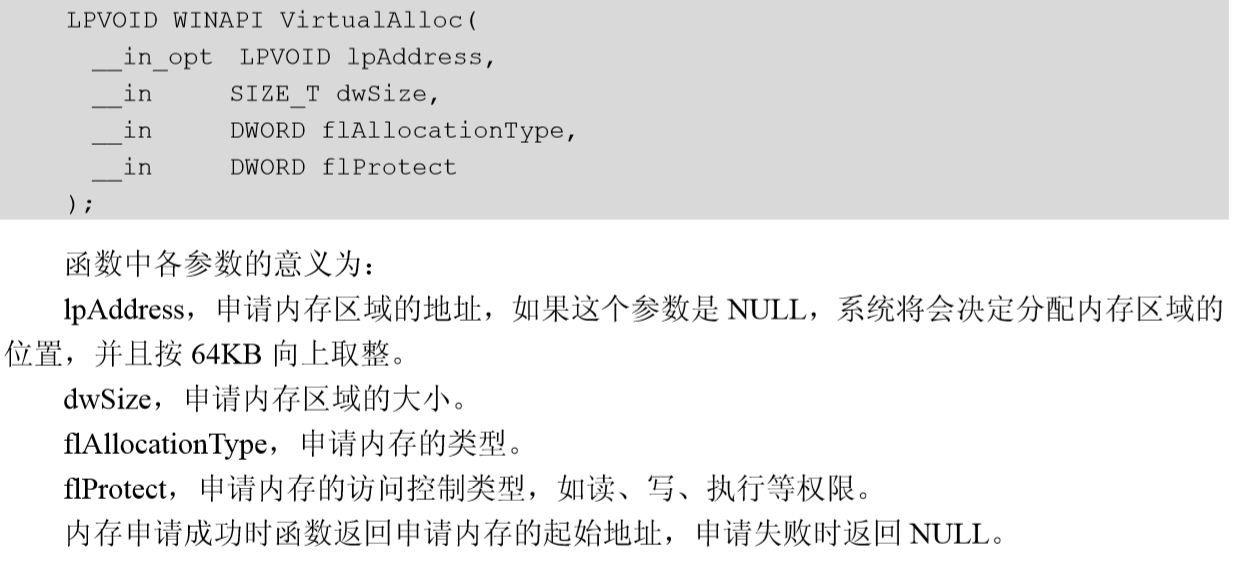 LPVOID WINAPI VirtualAlloc(
__in_opt LPVOID lpAddress,
__in SIZE_T dwSize,
__in DWORD flAllocationType,
__in DWORD flProtect
);
函数中各参数的意义为：
lpAddress，申请内存区域的地址，如果这个参数是 NULL，系统将会决定分配内存区域的
位置，并且按 64KB 向上取整。
dwSize，申请内存区域的大小。
flAllocationType，申请内存的类型。
flProtect，申请内存的访问控制类型，如读、写、执行等权限。
内存申请成功时函数返回申请内存的起始地址，申请失败时返回 NULL。